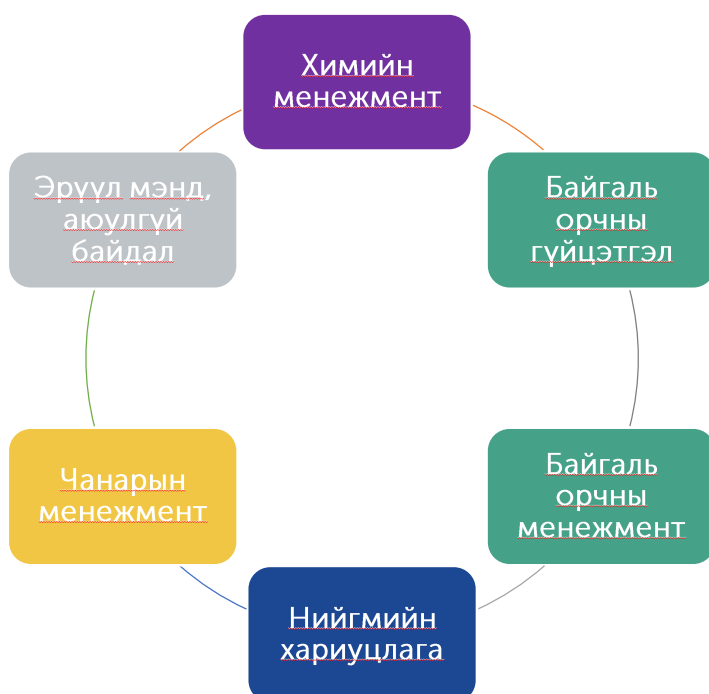 Химийн
менежмент
Байгаль
орчны
гүйцэтгэл
Байгаль
орчны
менежмент
Нийгмийн
хариуцлага
Чанарын
менежмент
Эрүүл мэнд,
аюулгүй
байдал